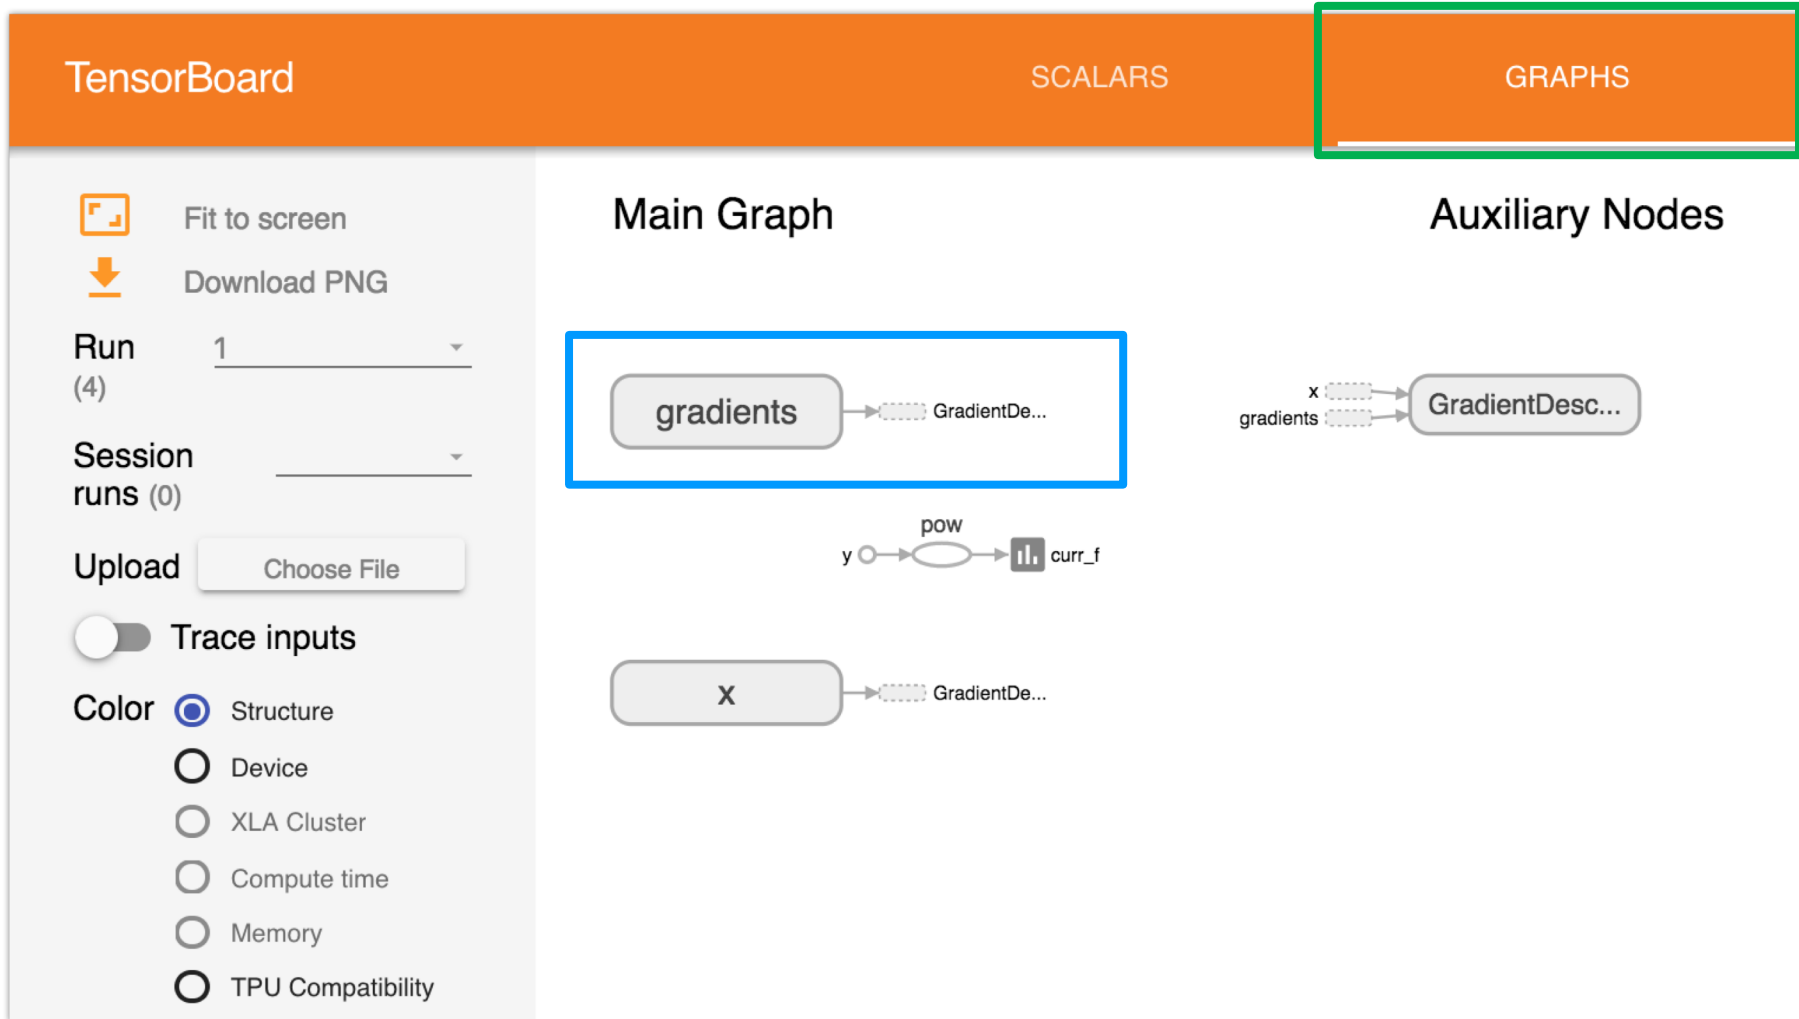 TensorBoard
SCALARS
GRAPHS
Fit to screen
Download PNG
Run
(4)
1
Session
runs (0)
Upload
Choose File
Trace inputs
Color
Structure
Device
XLA Cluster
Compute time
Memory
TPU Compatibility
Main Graph
gradients
GradientDe...
pow
y
curr_f
x
GradientDe...
Auxiliary Nodes
x
gradients
GradientDesc...